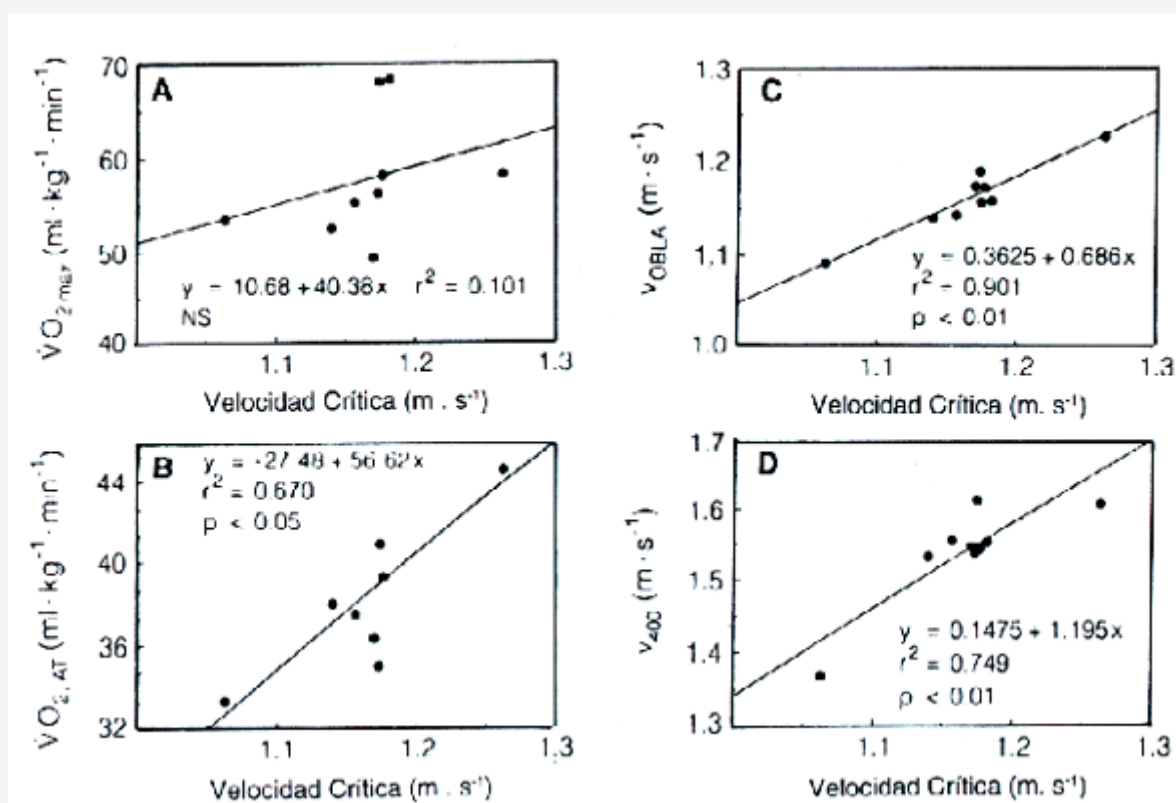 A
V̇O2 max (ml · kg-1 · min-1)
70
60
50
40
y = 10.68 + 40.36x r2 = 0.101
NS
1.1 1.2 1.3
Velocidad Crítica (m . s-1)
C
vOBLA (m · s-1)
1.3
1.2
1.1
1.0
y = 0.3625 + 0.686x
r2 = 0.901
p < 0.01
1.1 1.2 1.3
Velocidad Crítica (m. s-1)
B
V̇O2, AT (ml · kg-1 · min-1)
44
40
36
32
y = -27.48 + 56.62x
r2 = 0.670
p < 0.05
1.1 1.2 1.3
Velocidad Crítica (m . s-1)
D
v400 (m · s-1)
1.7
1.6
1.5
1.4
1.3
y = 0.1475 + 1.195x
r2 = 0.749
p < 0.01
1.1 1.2 1.3
Velocidad Crítica (m. s-1)